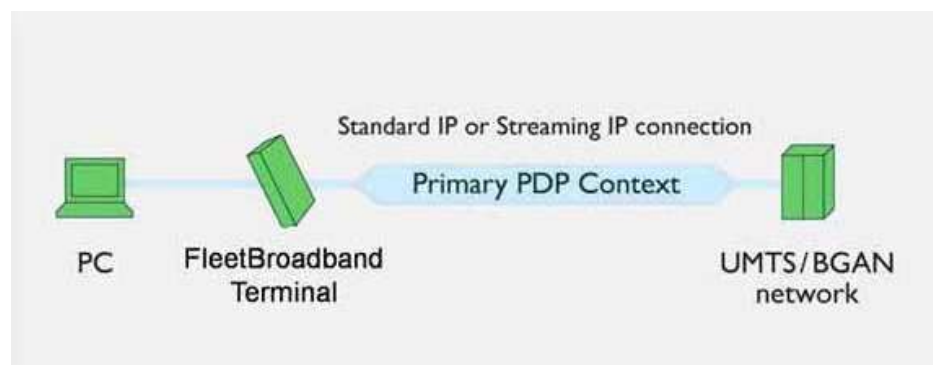 Standard IP or Streaming IP connection
Primary PDP Context
PC
FleetBroadband
Terminal
UMTS/BGAN
network